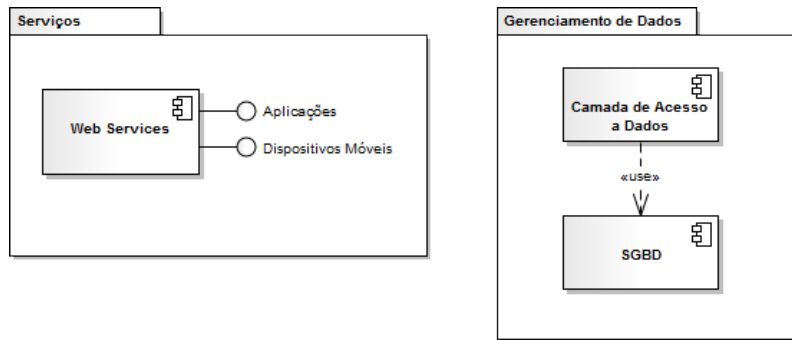 Serviços
Web Services
Aplicações
Dispositivos Móveis
Gerenciamento de Dados
Camada de Acesso
a Dados
«use»
SGBD